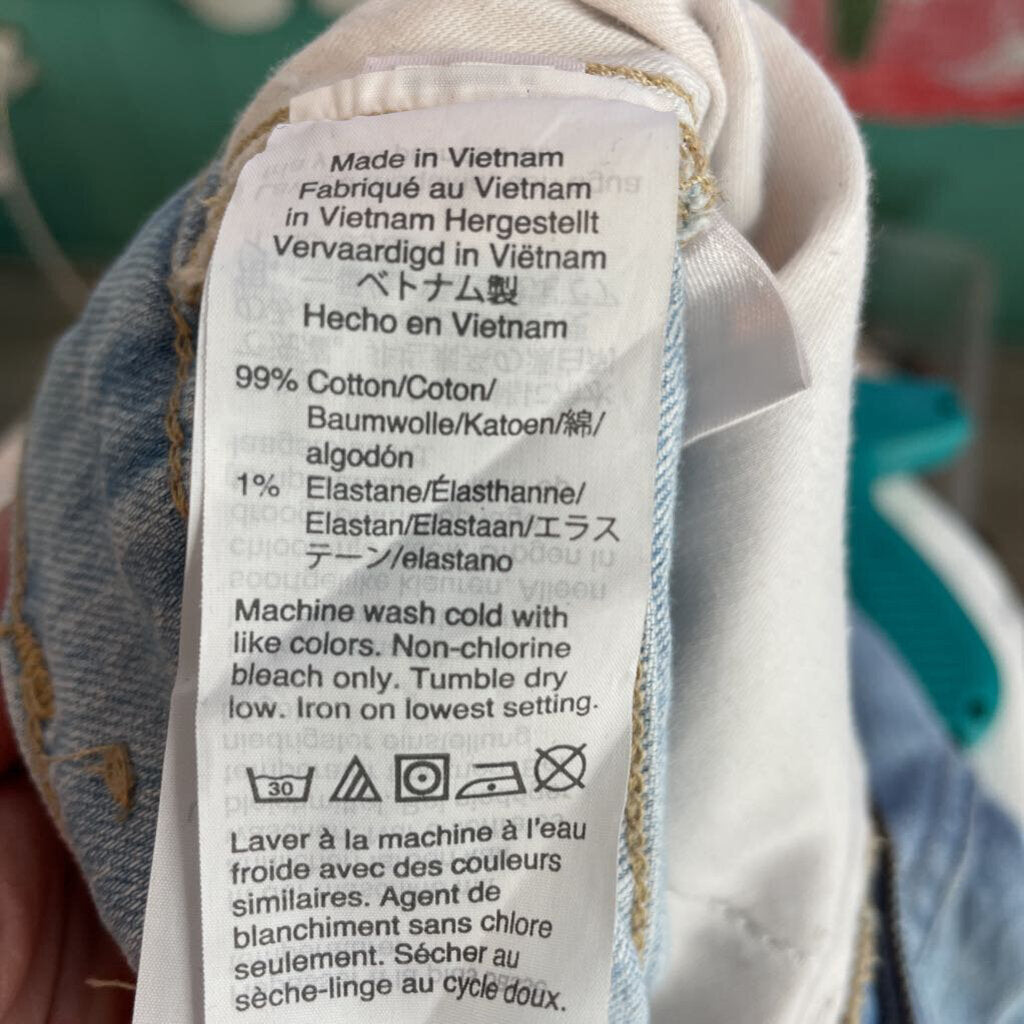 Made in Vietnam
Fabriqué au Vietnam
in Vietnam Hergestellt
Vervaardigd in Viëtnam
ベトナム製
Hecho en Vietnam
99% Cotton/Coton/
Baumwolle/Katoen/綿/
algodón
1% Elastane/Élasthanne/
Elastan/Elastaan/エラス
テーン/elastano
Machine wash cold with
like colors. Non-chlorine
bleach only. Tumble dry
low. Iron on lowest setting.
30
Laver à la machine à l'eau
froide avec des couleurs
similaires. Agent de
blanchiment sans chlore
seulement. Sécher au
sèche-linge au cycle doux.